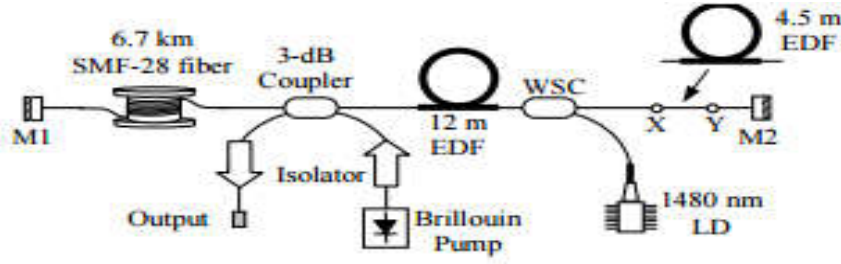 6.7 km
SMF-28 fiber
3-dB
Coupler
4.5 m
EDF
WSC
M1
12 m
EDF
X
Y
M2
Isolator
Output
Brillouin
Pump
1480 nm
LD